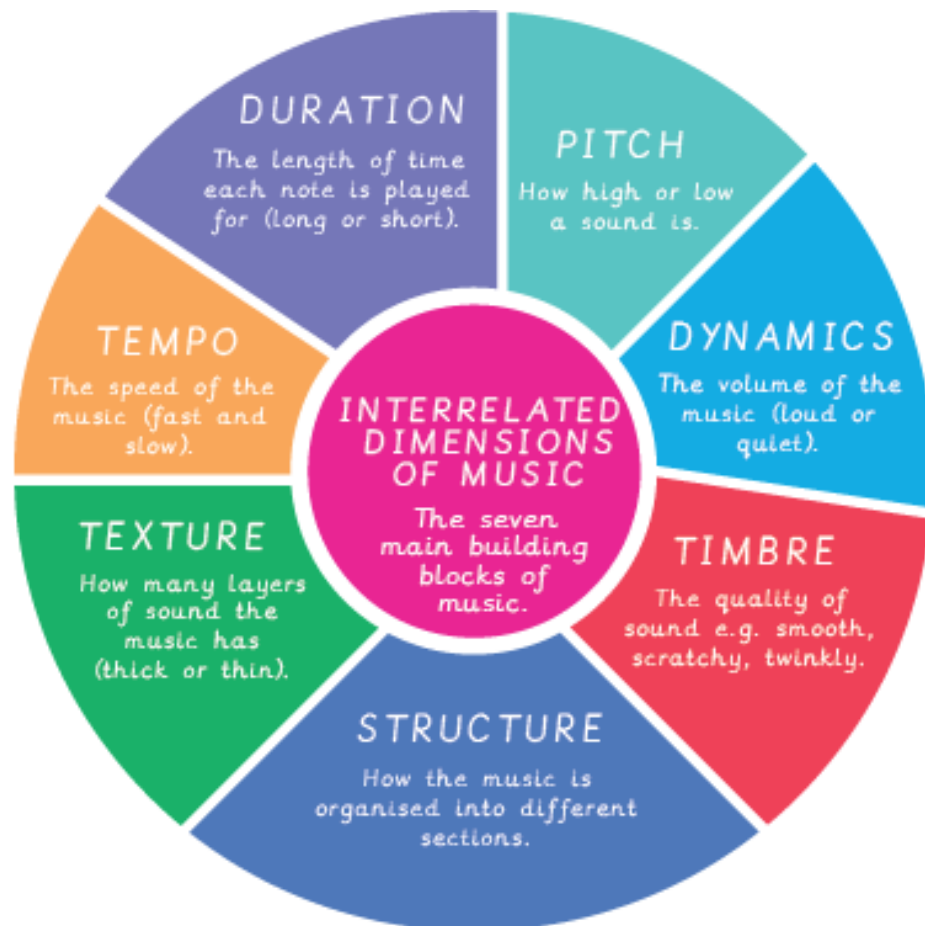 DURATION
The length of time
each note is played
for (long or short).
PITCH
How high or low
a sound is.
DYNAMICS
The volume of the
music (loud or
quiet).
TIMBRE
The quality of
sound e.g. smooth,
scratchy, twinkly.
STRUCTURE
How the music is
organised into different
sections.
TEXTURE
How many layers
of sound the
music has
(thick or thin).
TEMPO
The speed of the
music (fast and
slow).
INTERRELATED
DIMENSIONS
OF MUSIC
The seven
main building
blocks of
music.